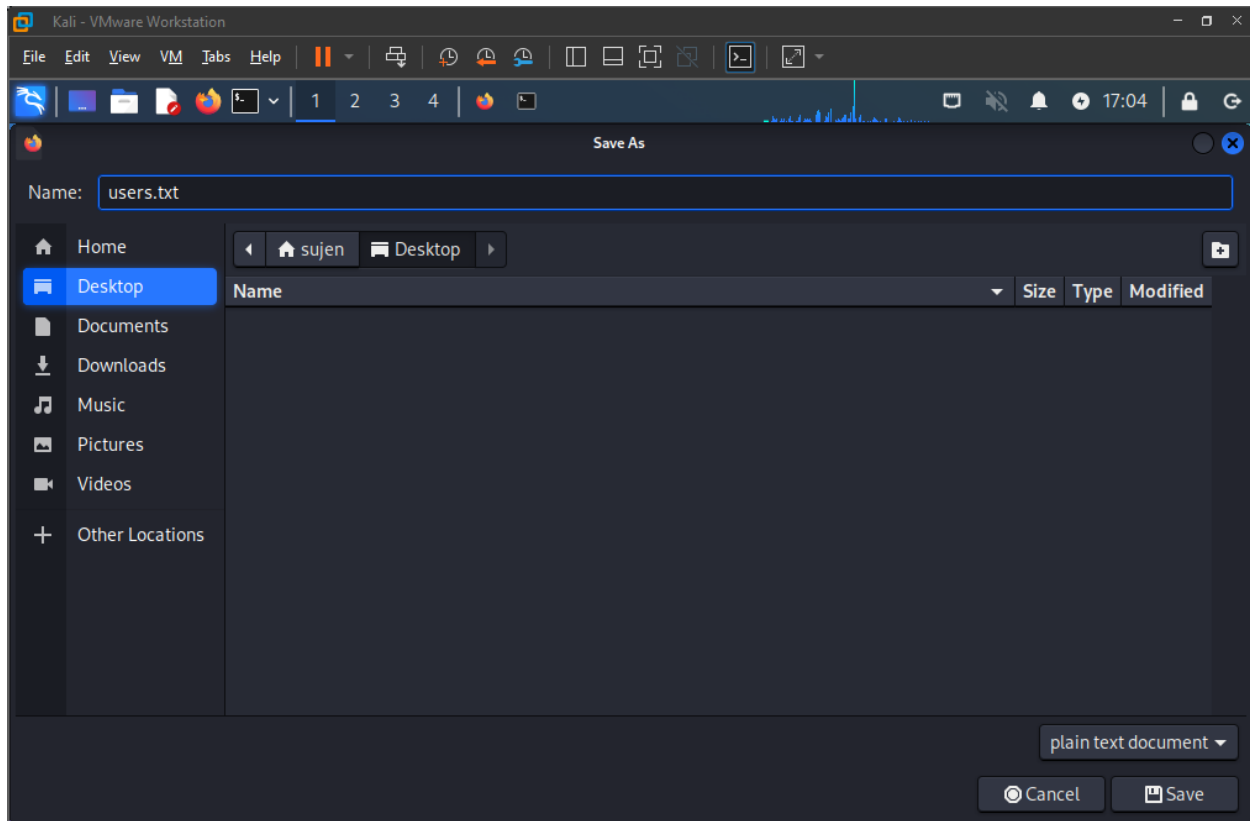 Kali - VMware Workstation
File Edit View VM Tabs Help
1 2 3 4 17:04
Save As
Name: users.txt
Home
sujen Desktop
Desktop
Name Size Type Modified
Documents
Downloads
Music
Pictures
Videos
Other Locations
plain text document
Cancel Save